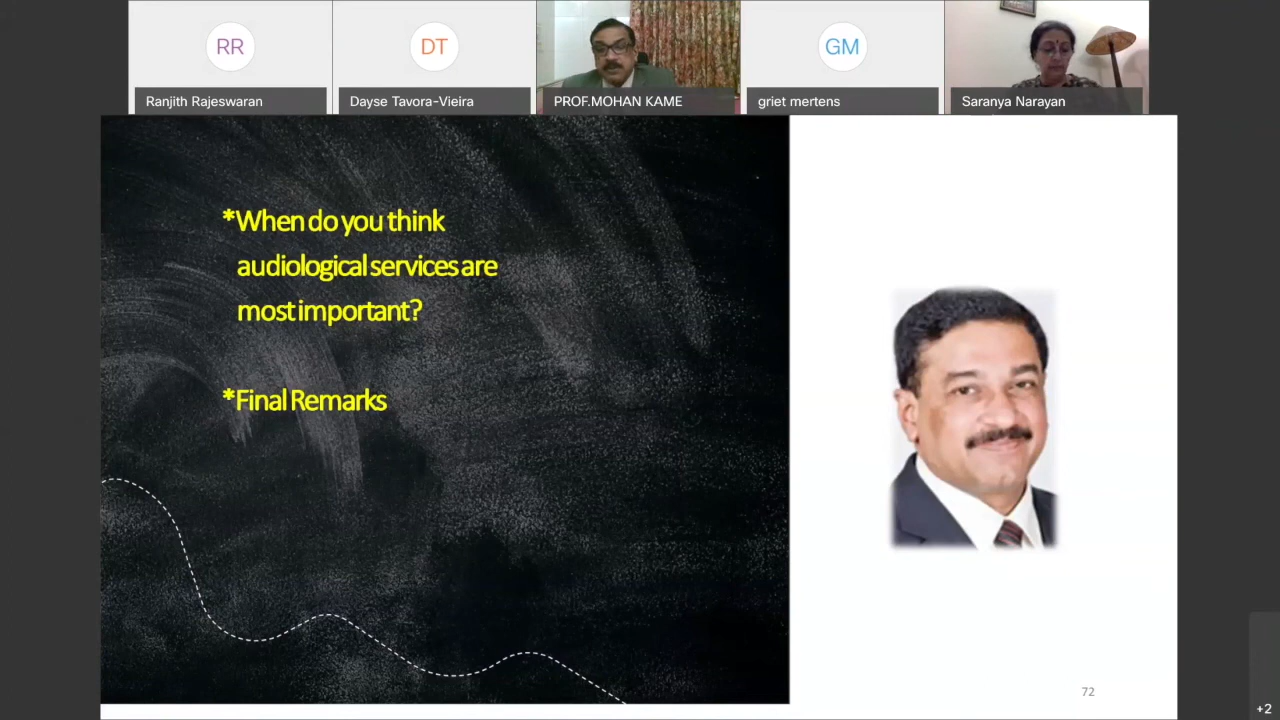 RR
DT
GM
Ranjith Rajeswaran
Dayse Tavora-Vieira
PROF.MOHAN KAME
griet mertens
Saranya Narayan
*When do you think
audiological services are
most important?
*Final Remarks
72
+2